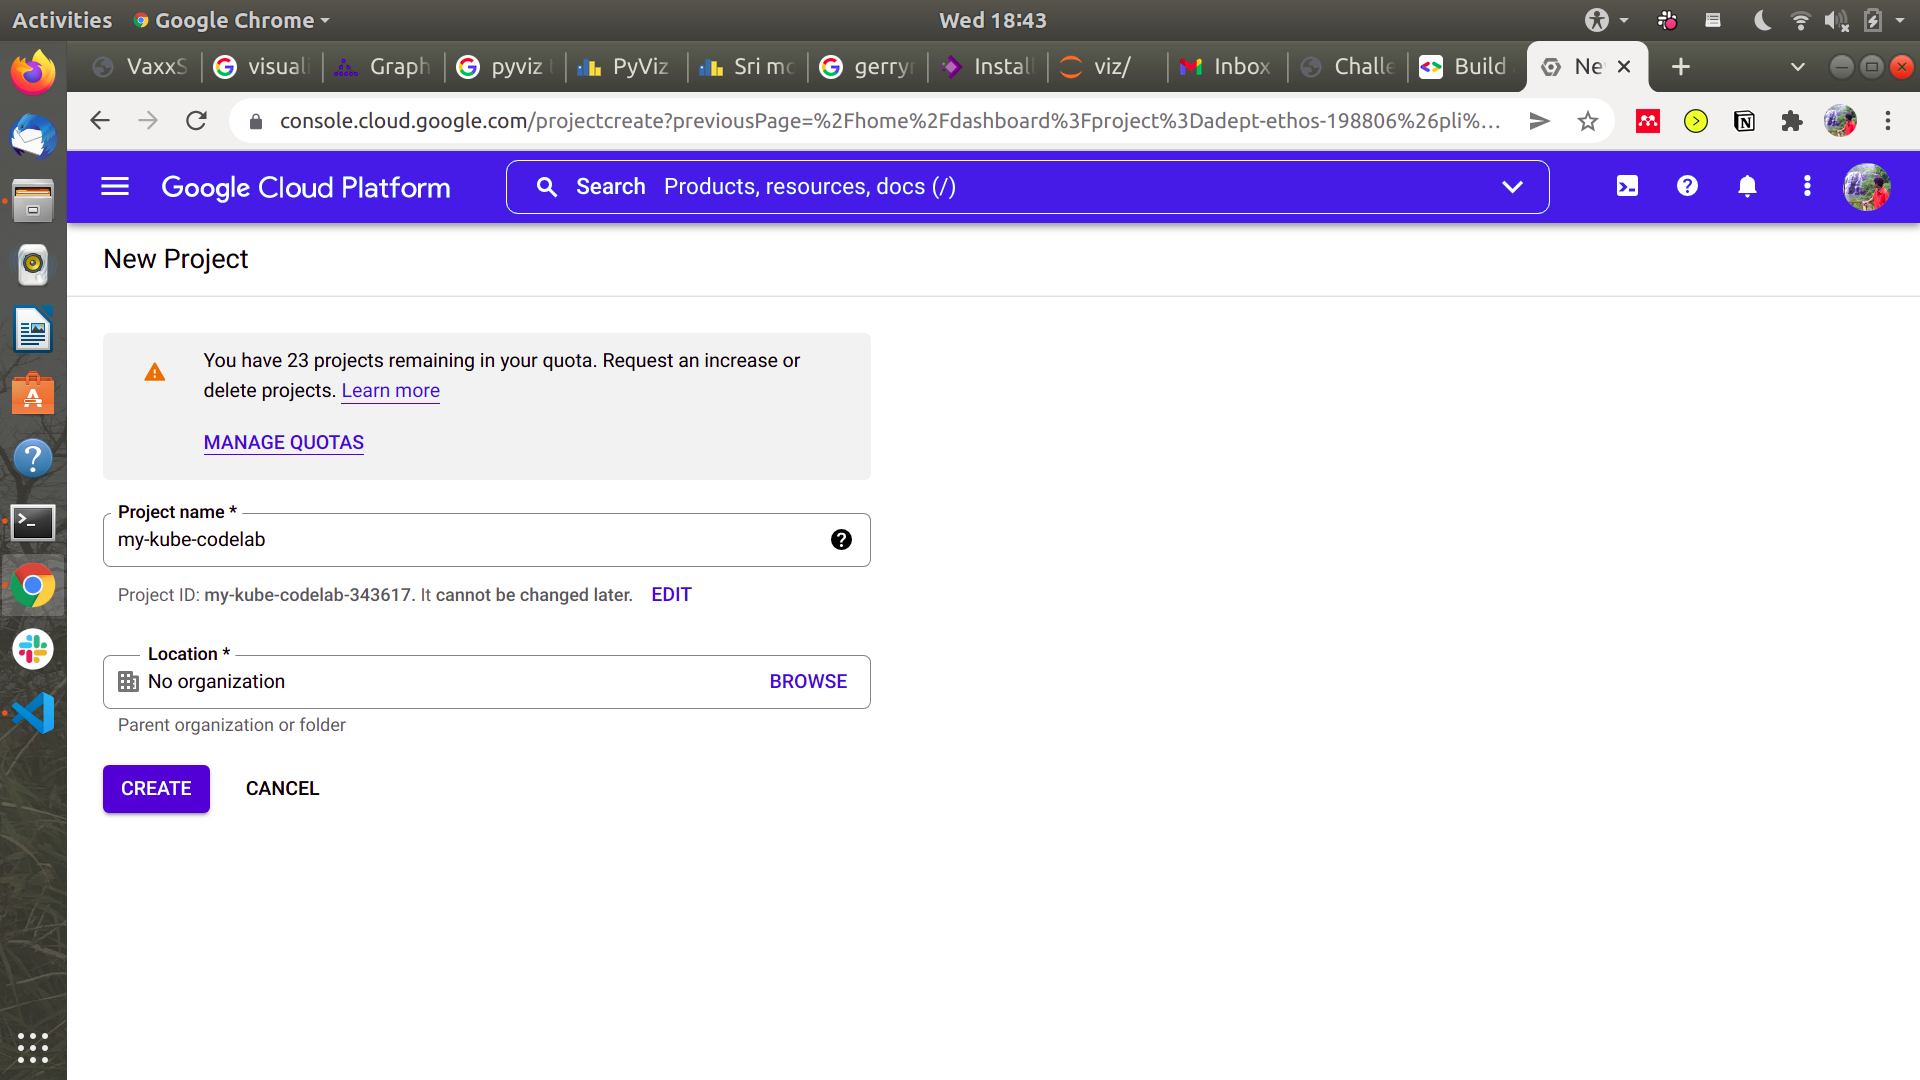 Activities
Google Chrome
Wed 18:43
VaxxS
visuali
Graph
pyviz
PyViz
Sri mo
gerry
Install
viz/
Inbox
Challe
Build
Ne
console.cloud.google.com/projectcreate?previousPage=%2Fhome%2Fdashboard%3Fproject%3Dadept-ethos-198806%26pli%...
Google Cloud Platform
Search Products, resources, docs (/)
New Project
You have 23 projects remaining in your quota. Request an increase or
delete projects. Learn more
MANAGE QUOTAS
Project name *
my-kube-codelab
Project ID: my-kube-codelab-343617. It cannot be changed later. EDIT
Location *
No organization
BROWSE
Parent organization or folder
CREATE
CANCEL